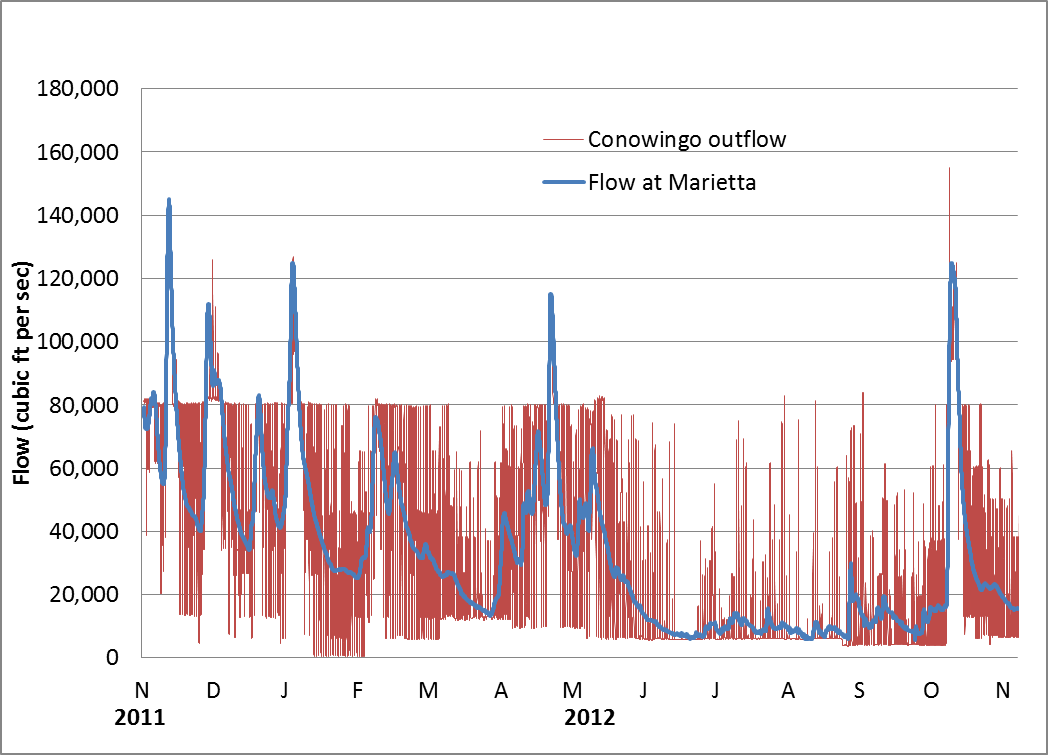 180,000
160,000
140,000
120,000
100,000
80,000
60,000
40,000
20,000
0
Flow (cubic ft per sec)
Conowingo outflow
Flow at Marietta
N D J F M A M J J A S O N
2011 2012